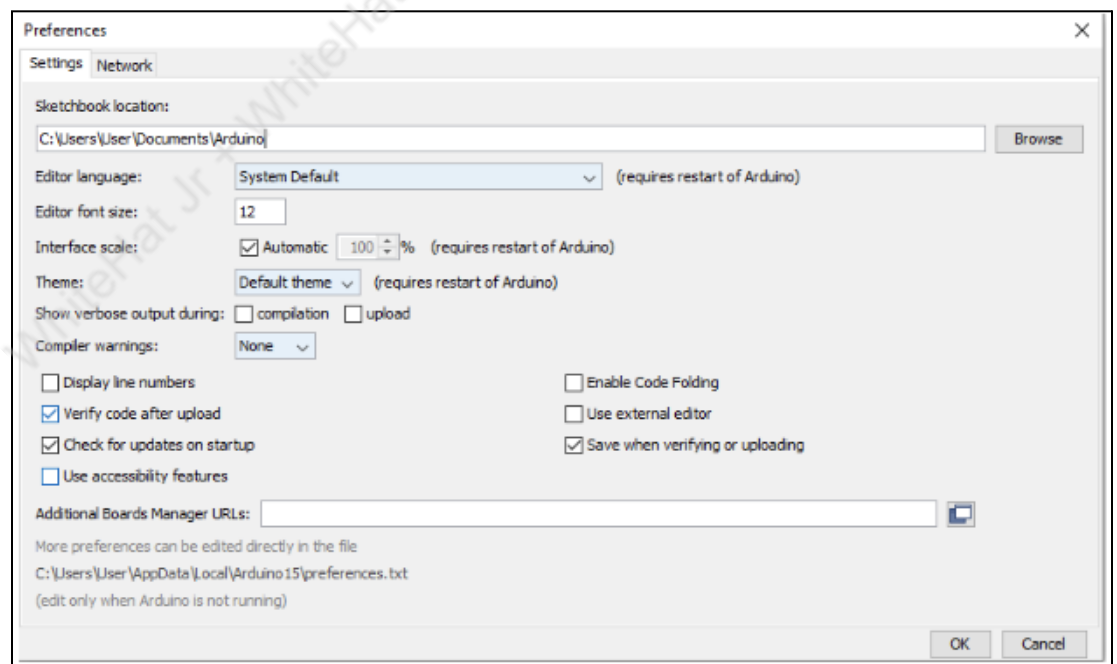 Preferences
Settings Network
Sketchbook location:
C:\Users\User\Documents\Arduino Browse
Editor language: System Default (requires restart of Arduino)
Editor font size: 12
Interface scale: Automatic 100 % (requires restart of Arduino)
Theme: Default theme (requires restart of Arduino)
Show verbose output during: compilation upload
Compiler warnings: None
Display line numbers Enable Code Folding
Verify code after upload Use external editor
Check for updates on startup Save when verifying or uploading
Use accessibility features
Additional Boards Manager URLs:
More preferences can be edited directly in the file
C:\Users\User\AppData\Local\Arduino15\preferences.txt
(edit only when Arduino is not running)
OK Cancel
WhiteHat Jr + WhiteHat